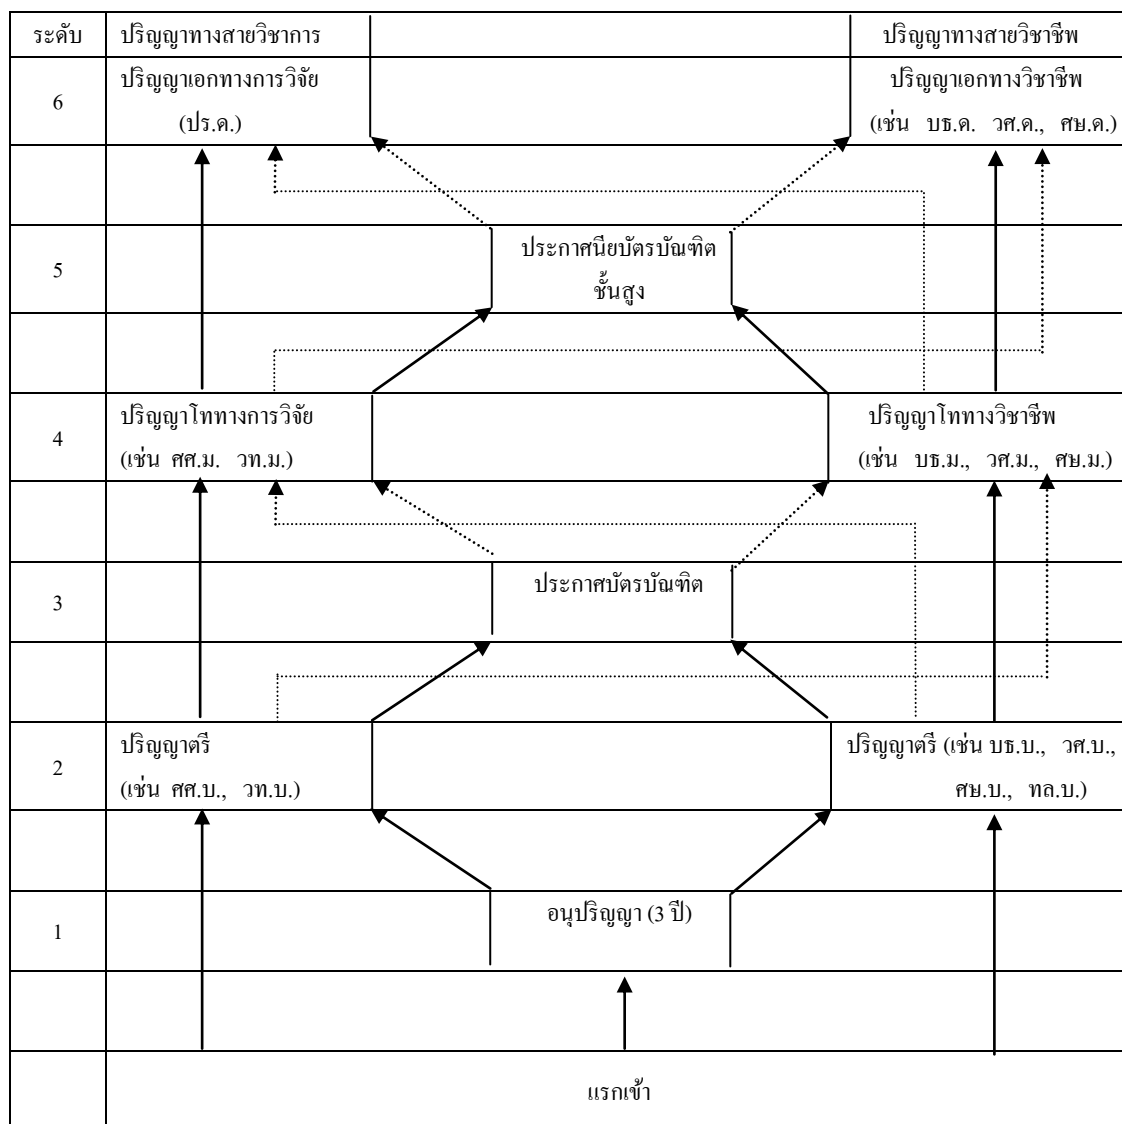 ระดับ ปริญญาทางสายวิชาการ ปริญญาทางสายวิชาชีพ
6
ปริญญาเอกทางการวิจัย
(ปร.ด.)
ปริญญาเอกทางวิชาชีพ
(เช่น บธ.ด. วศ.ด., ศษ.ด.)
5
ประกาศนียบัตรบัณฑิต
ชั้นสูง
4
ปริญญาโททางการวิจัย
(เช่น ศศ.ม. วท.ม.)
ปริญญาโททางวิชาชีพ
(เช่น บธ.ม., วศ.ม., ศษ.ม.)
3
ประกาศบัตรบัณฑิต
2
ปริญญาตรี
(เช่น ศศ.บ., วท.บ.)
ปริญญาตรี (เช่น บธ.บ., วศ.บ.,
ศษ.บ., ทล.บ.)
1
อนุปริญญา (3 ปี)
แรกเข้า